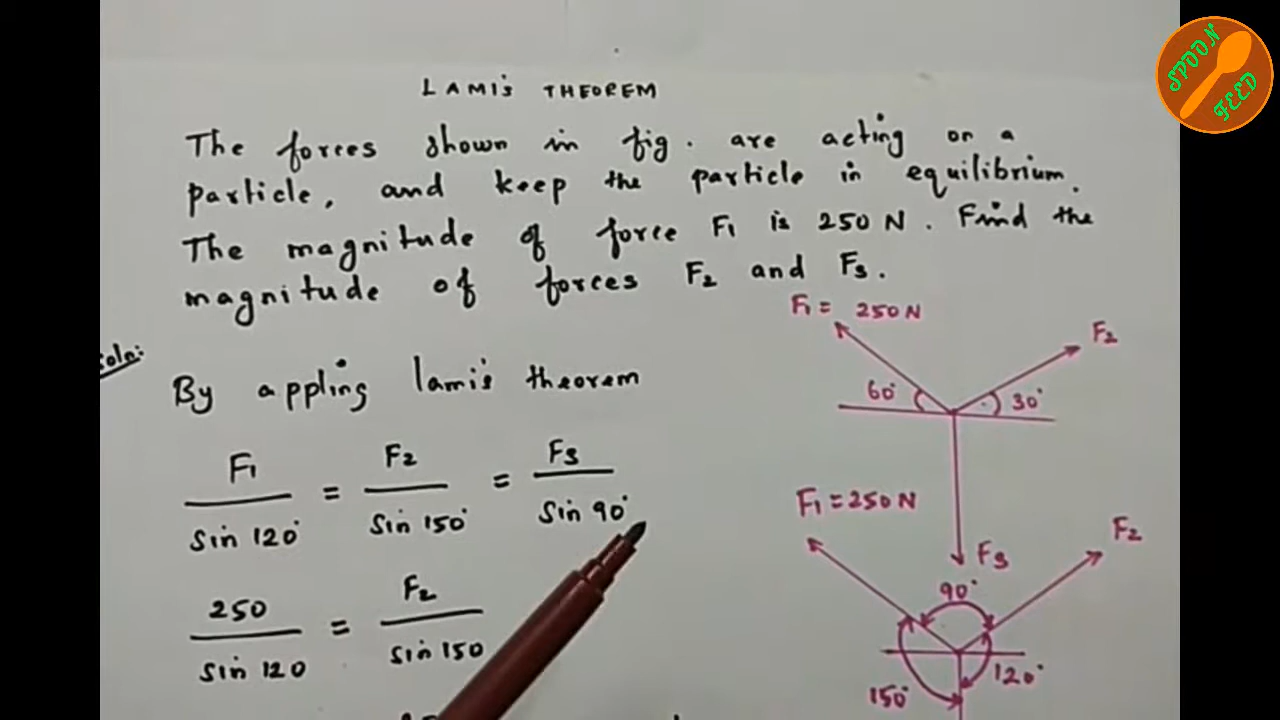 SPOON
FEED
LAMI's THEOREM
The forces shown in fig. are acting on a
particle, and keep the particle in equilibrium.
The magnitude of force F1 is 250 N. Find the
magnitude of forces F2 and F3.
Soln:
By appling lami's theorem
F1 / sin 120° = F2 / sin 150° = F3 / sin 90°
250 / sin 120 = F2 / sin 150
F1 = 250 N
F2
60° 30°
F3
F1 = 250 N
F2
90°
120°
150°